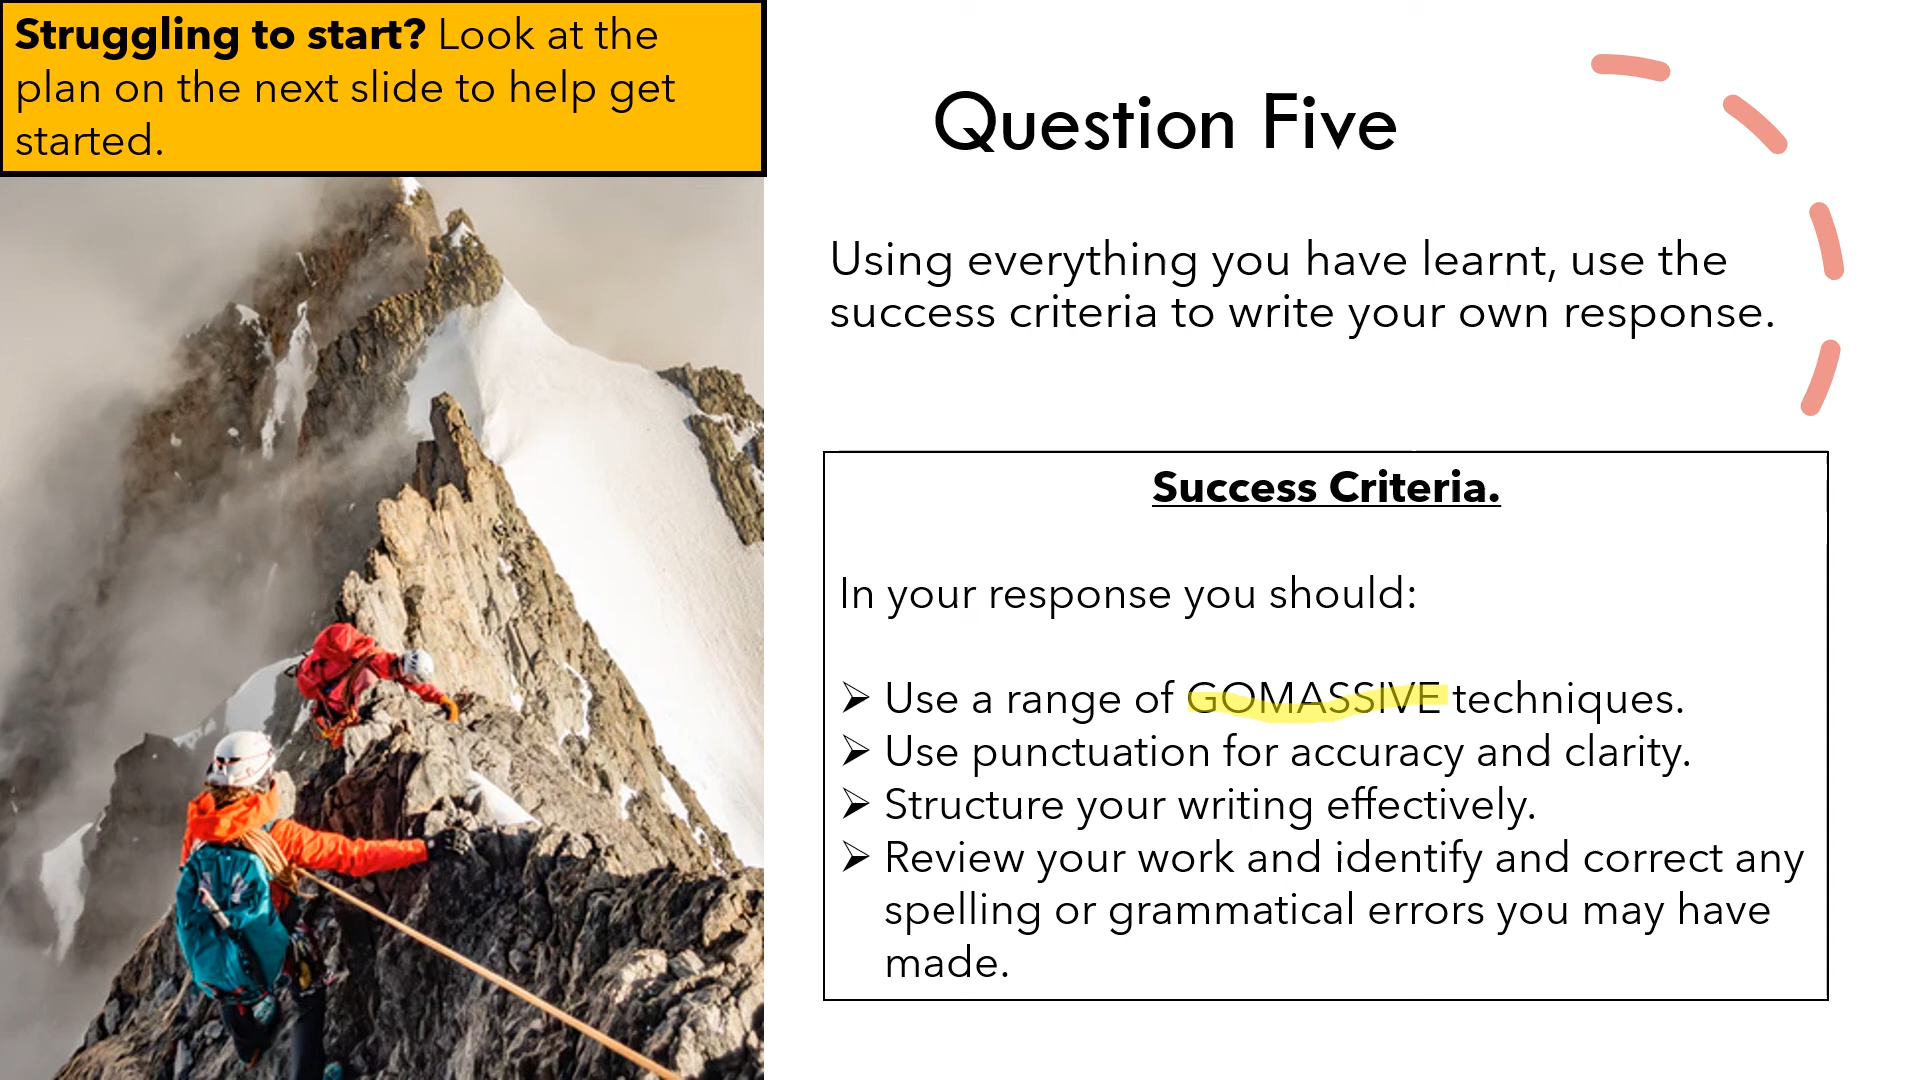 Struggling to start? Look at the
plan on the next slide to help get
started.
Question Five
Using everything you have learnt, use the
success criteria to write your own response.
Success Criteria.
In your response you should:
➢ Use a range of GOMASSIVE techniques.
➢ Use punctuation for accuracy and clarity.
➢ Structure your writing effectively.
➢ Review your work and identify and correct any
spelling or grammatical errors you may have
made.